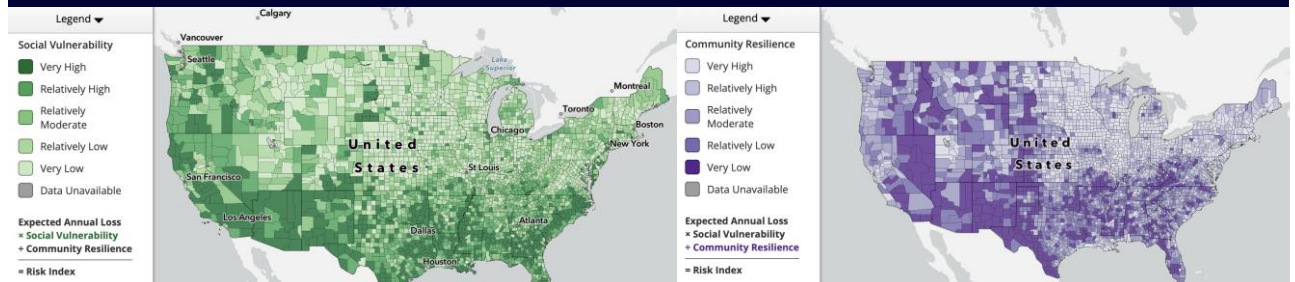 Legend
Social Vulnerability
Very High
Relatively High
Relatively
Moderate
Relatively Low
Very Low
Data Unavailable
Expected Annual Loss
× Social Vulnerability
÷ Community Resilience
= Risk Index
Calgary
Vancouver
Seattle
Lake
Superior
Montreal
Toronto
Boston
Chicago
New York
United
States
St Louis
San Francisco
Los Angeles
Atlanta
Dallas
Houston
Legend
Community Resilience
Very High
Relatively High
Relatively
Moderate
Relatively Low
Very Low
Data Unavailable
Expected Annual Loss
× Social Vulnerability
÷ Community Resilience
= Risk Index
United
States